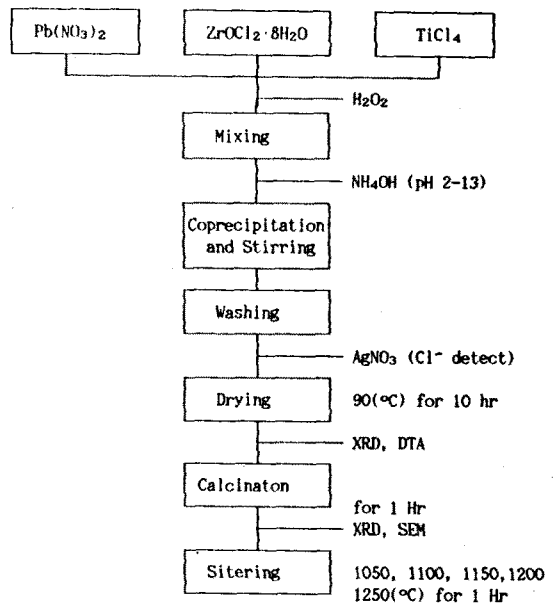 Pb(NO₃)₂
ZrOCl₂·8H₂O
TiCl₄
H₂O₂
Mixing
NH₄OH (pH 2-13)
Coprecipitation
and Stirring
Washing
AgNO₃ (Cl⁻ detect)
Drying
90(°C) for 10 hr
XRD, DTA
Calcinaton
for 1 Hr
XRD, SEM
Sitering
1050, 1100, 1150,1200
1250(°C) for 1 Hr